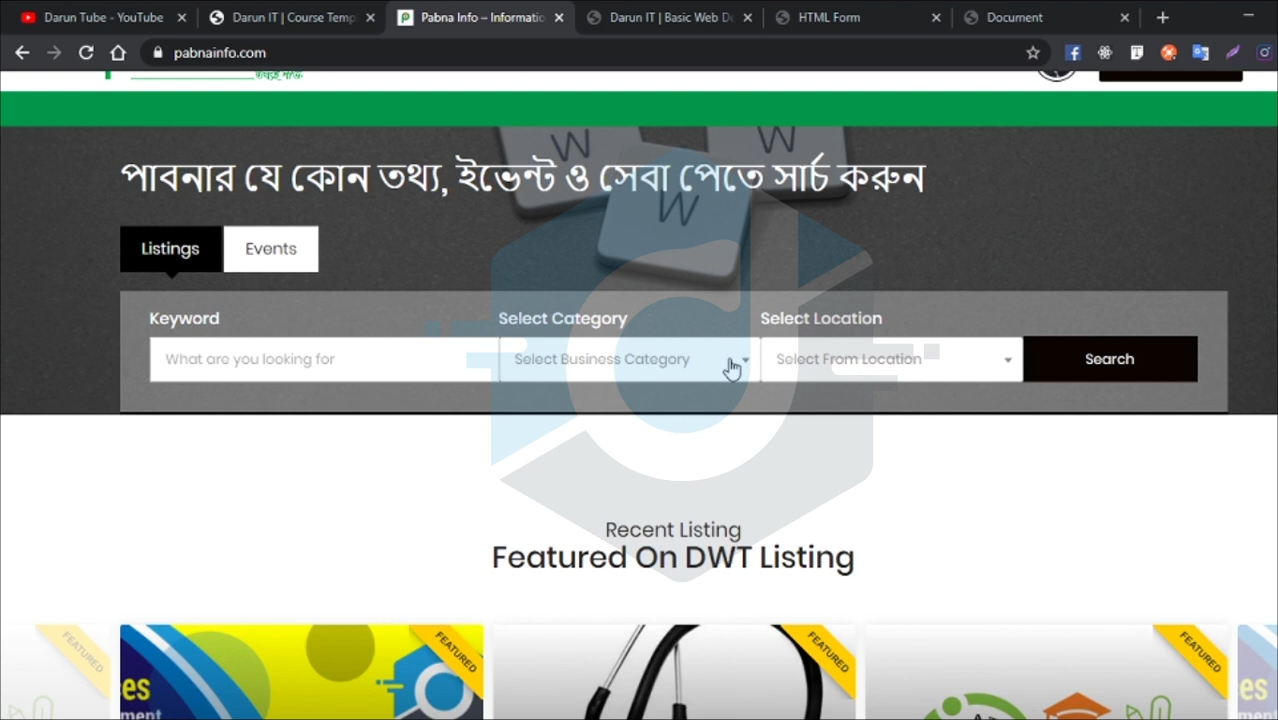 Darun Tube - YouTube
Darun IT | Course Temp
Pabna Info – Informatio
Darun IT | Basic Web De
HTML Form
Document
pabnainfo.com
পাবনার যে কোন তথ্য, ইভেন্ট ও সেবা পেতে সার্চ করুন
W W
W
Listings Events
Keyword Select Category Select Location
What are you looking for Select Business Category Select From Location Search
Recent Listing
Featured On DWT Listing
FEATURED FEATURED FEATURED FEATURED